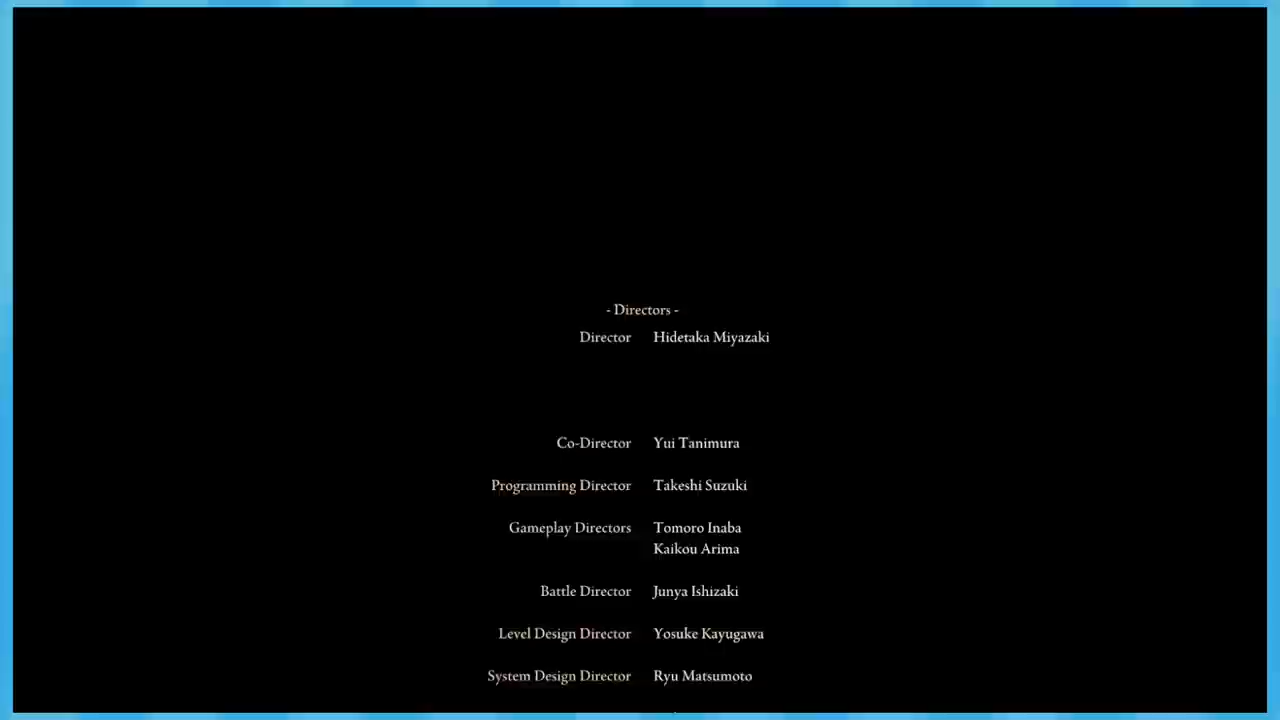 - Directors -
Director Hidetaka Miyazaki
Co-Director Yui Tanimura
Programming Director Takeshi Suzuki
Gameplay Directors Tomoro Inaba
Kaikou Arima
Battle Director Junya Ishizaki
Level Design Director Yosuke Kayugawa
System Design Director Ryu Matsumoto